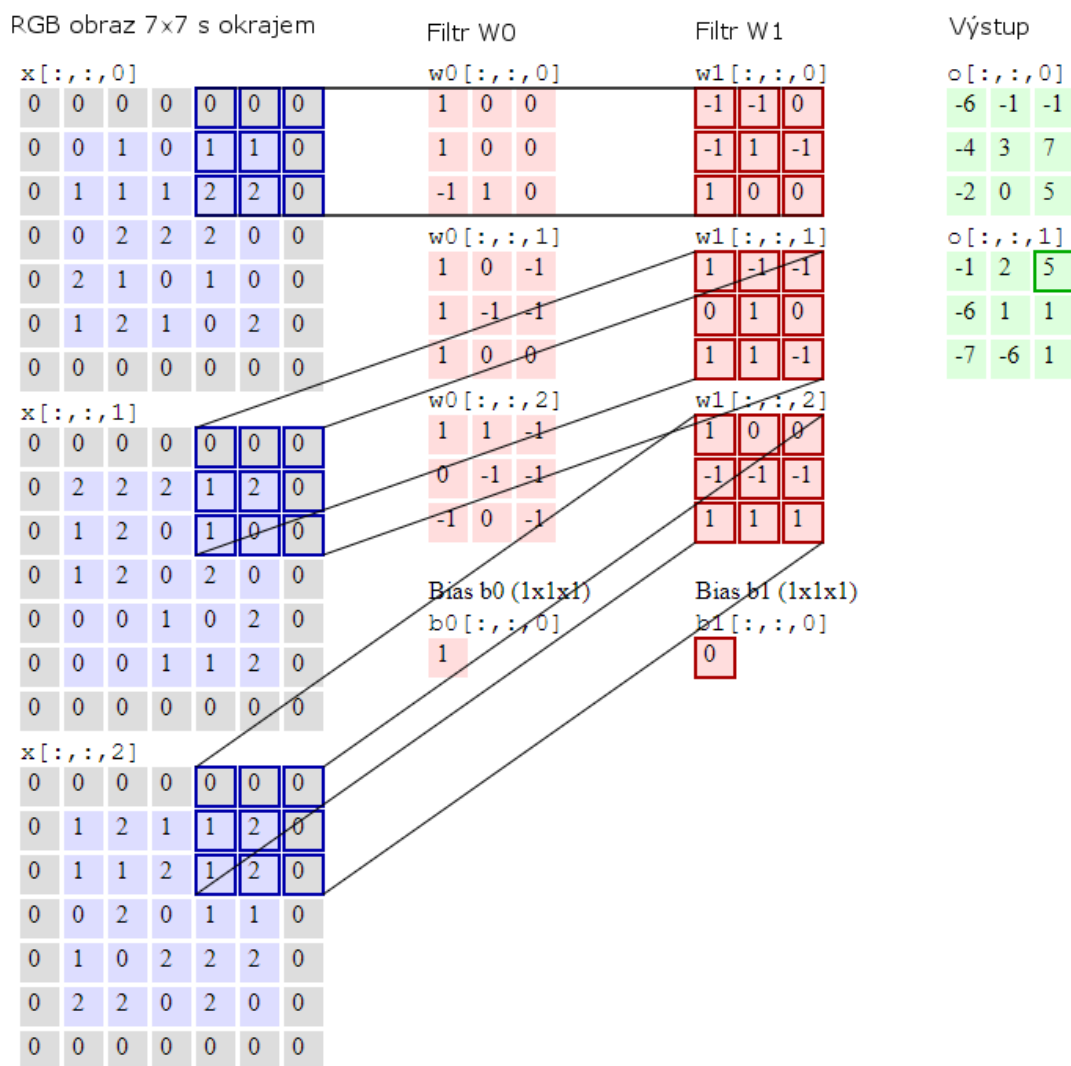 RGB obraz 7x7 s okrajem
x[:,:,0]
0 0 0 0 0 0 0
0 0 1 0 1 1 0
0 1 1 1 2 2 0
0 0 2 2 2 0 0
0 2 1 0 1 0 0
0 1 2 1 0 2 0
0 0 0 0 0 0 0
x[:,:,1]
0 0 0 0 0 0 0
0 2 2 2 1 2 0
0 1 2 0 1 0 0
0 1 2 0 2 0 0
0 0 0 1 0 2 0
0 0 0 1 1 2 0
0 0 0 0 0 0 0
x[:,:,2]
0 0 0 0 0 0 0
0 1 2 1 1 2 0
0 1 1 2 1 2 0
0 0 2 0 1 1 0
0 1 0 2 2 2 0
0 2 2 0 2 0 0
0 0 0 0 0 0 0
Filtr W0
w0[:,:,0]
1 0 0
1 0 0
-1 1 0
w0[:,:,1]
1 0 -1
1 -1 -1
1 0 0
w0[:,:,2]
1 1 -1
0 -1 -1
-1 0 -1
Bias b0 (1x1x1)
b0[:,:,0]
1
Filtr W1
w1[:,:,0]
-1 -1 0
-1 1 -1
1 0 0
w1[:,:,1]
1 -1 -1
0 1 0
1 1 -1
w1[:,:,2]
1 0 0
-1 -1 -1
1 1 1
Bias b1 (1x1x1)
b1[:,:,0]
0
Výstup
o[:,:,0]
-6 -1 -1
-4 3 7
-2 0 5
o[:,:,1]
-1 2 5
-6 1 1
-7 -6 1